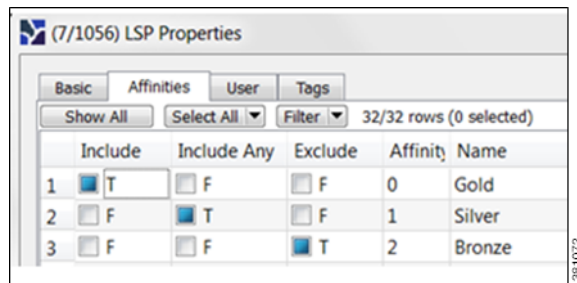 (7/1056) LSP Properties
Basic Affinities User Tags
Show All Select All Filter 32/32 rows (0 selected)
Include Include Any Exclude Affinity Name
1 T F F 0 Gold
2 F T F 1 Silver
3 F F T 2 Bronze
381073